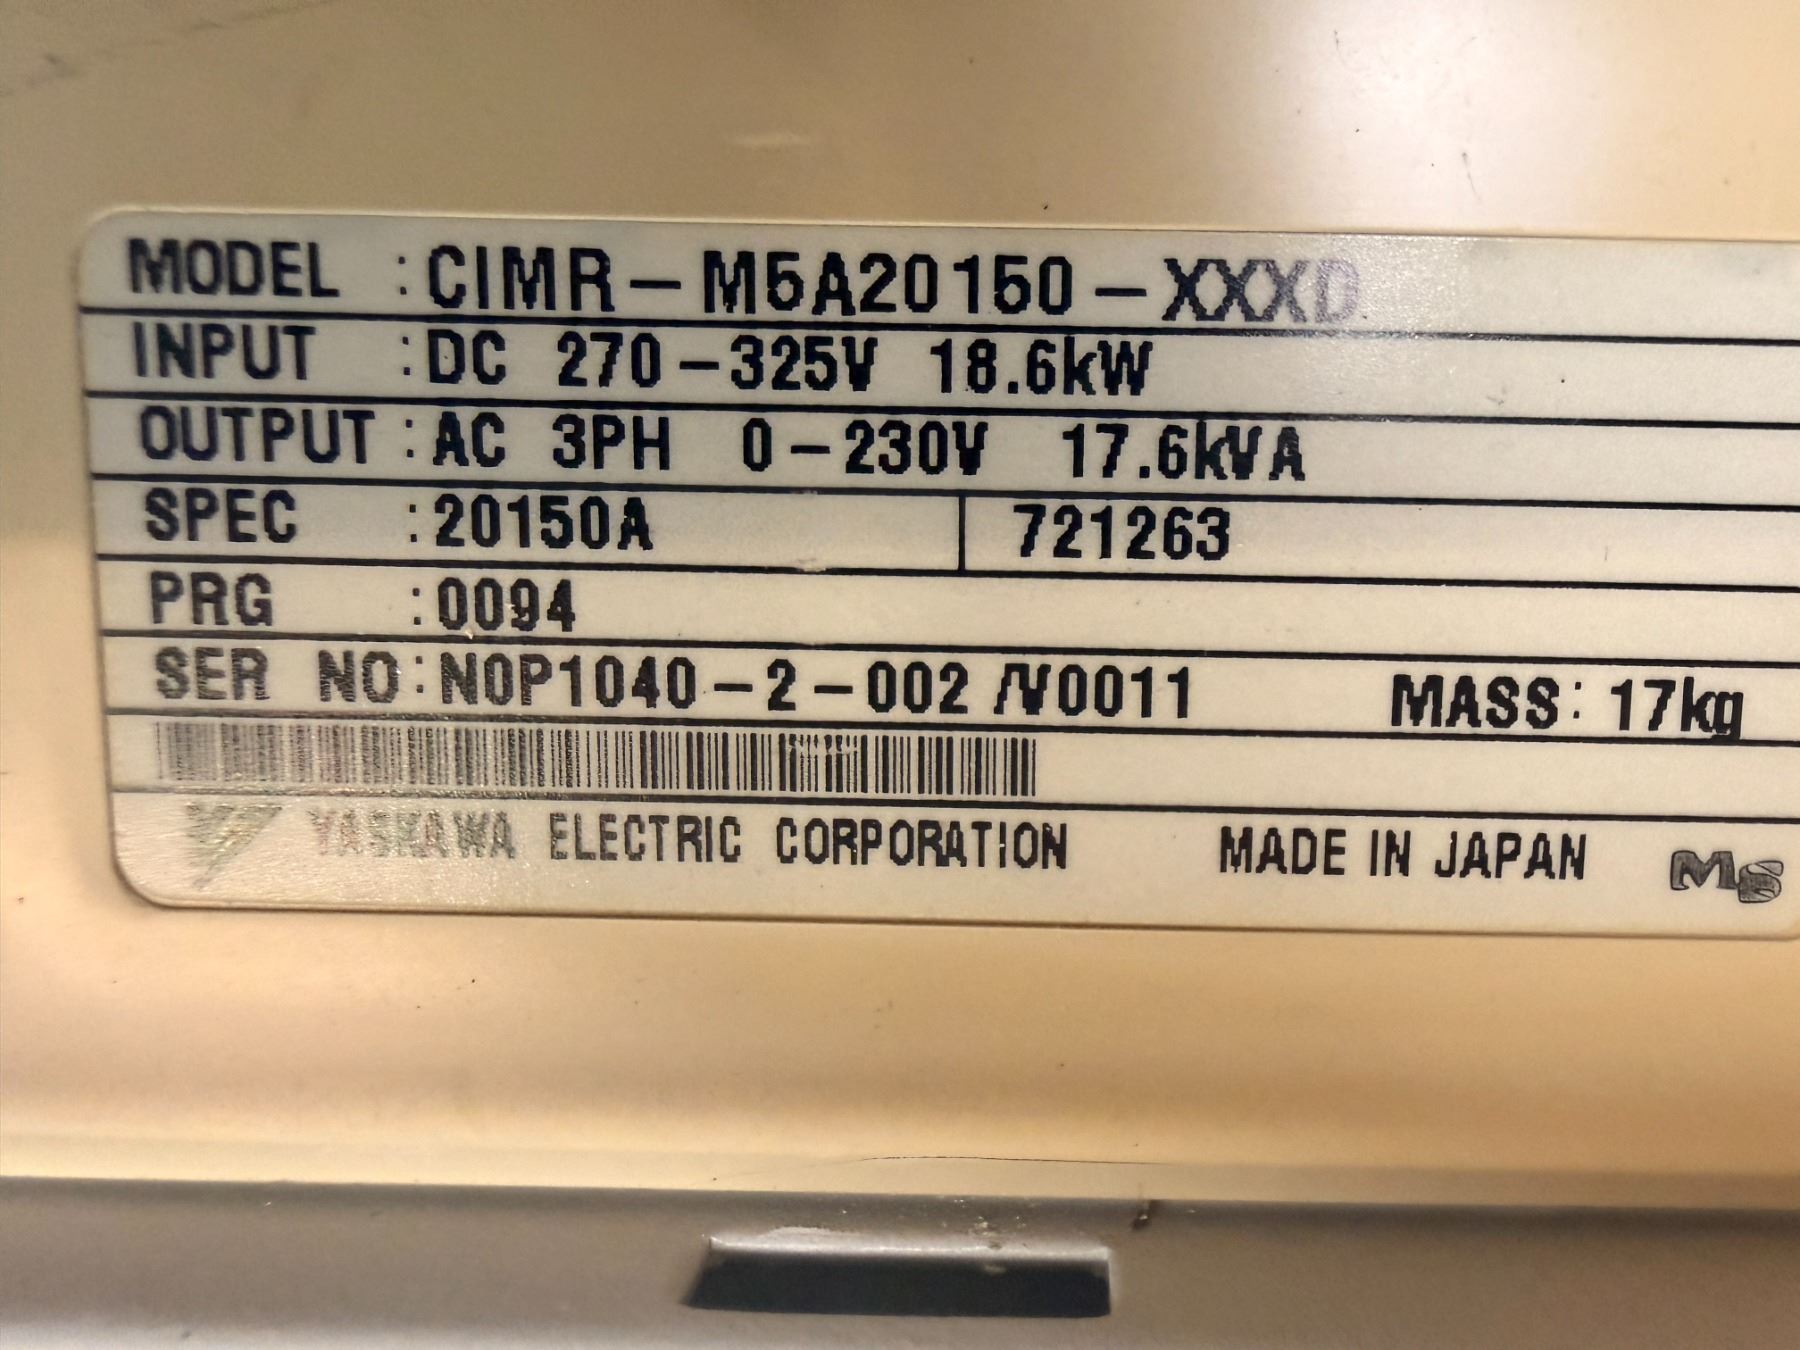 MODEL : CIMR-M5A20150-XXXD
INPUT : DC 270-325V 18.6kW
OUTPUT : AC 3PH 0-230V 17.6kVA
SPEC : 20150A 721263
PRG : 0094
SER NO : N0P1040-2-002 /V0011 MASS: 17kg
YASKAWA ELECTRIC CORPORATION MADE IN JAPAN M5